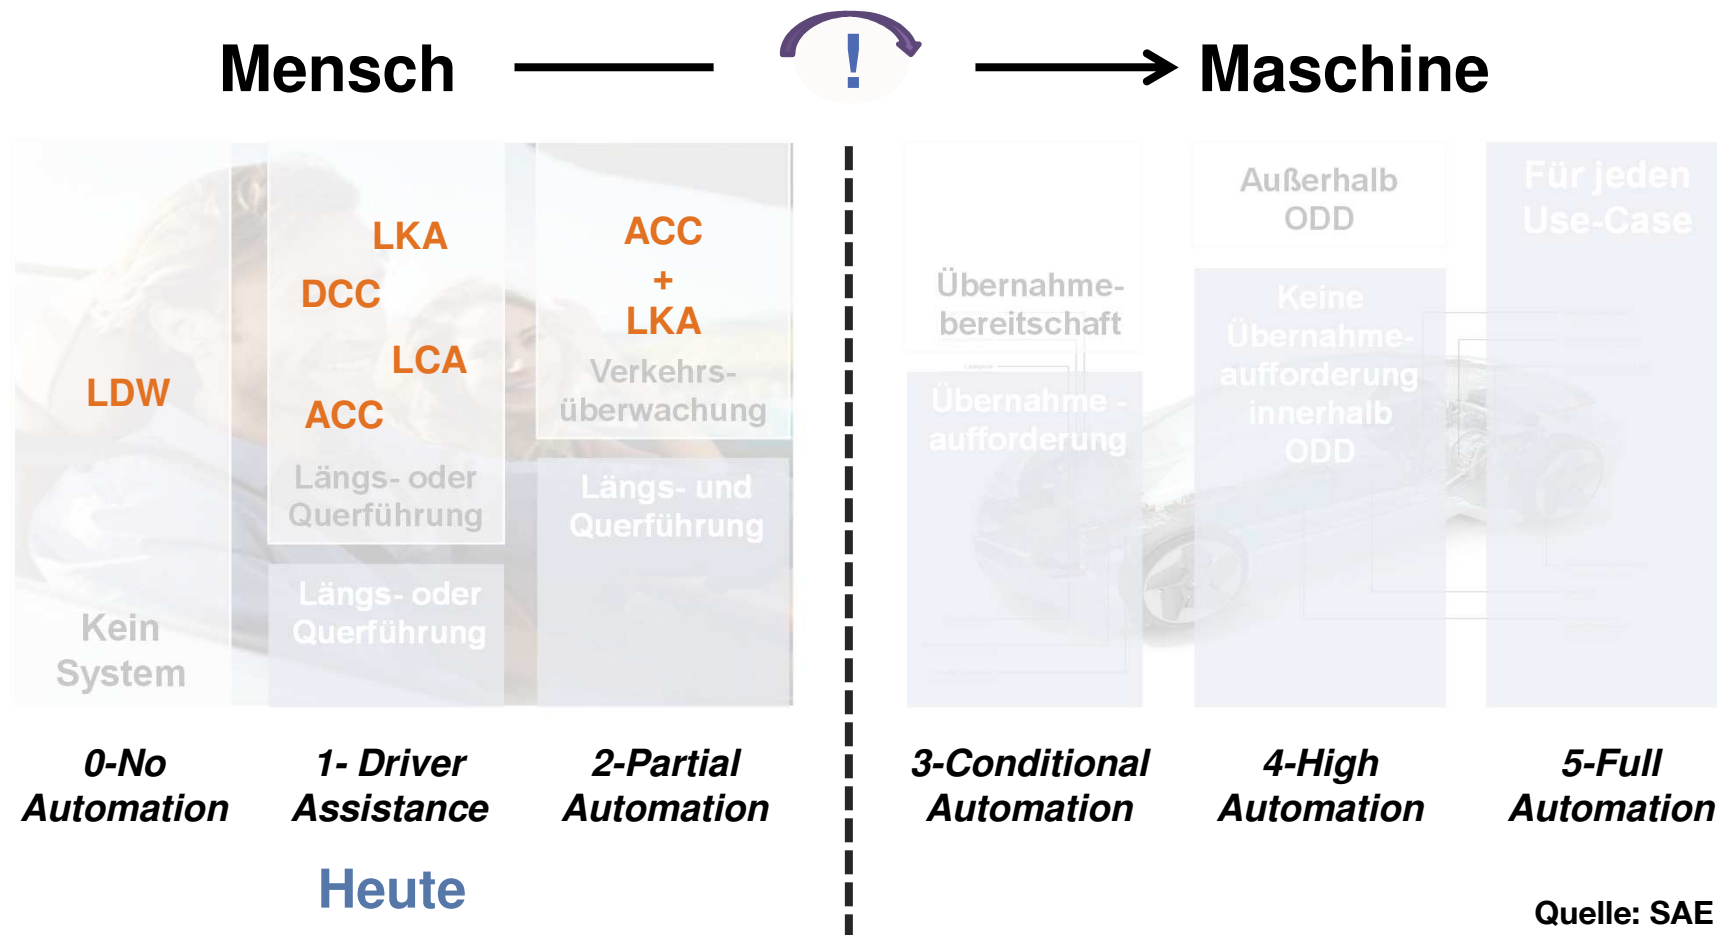 Mensch
!
Maschine
LDW
Kein
System
LKA
DCC
LCA
ACC
Längs- oder
Querführung
Längs- oder
Querführung
ACC
+
LKA
Verkehrs-
überwachung
Längs- und
Querführung
Übernahme-
bereitschaft
Übernahme -
aufforderung
Außerhalb
ODD
Keine
Übernahme-
aufforderung
innerhalb
ODD
Für jeden
Use-Case
0-No
Automation
1- Driver
Assistance
2-Partial
Automation
3-Conditional
Automation
4-High
Automation
5-Full
Automation
Heute
Quelle: SAE